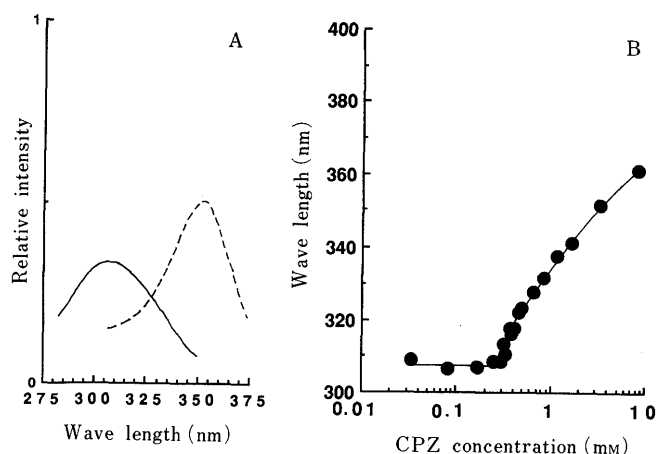 A
1
0
Relative intensity
275 300 325 350 375
Wave length (nm)
B
400
380
360
340
320
300
Wave length (nm)
0.01 0.1 1 10
CPZ concentration (mM)